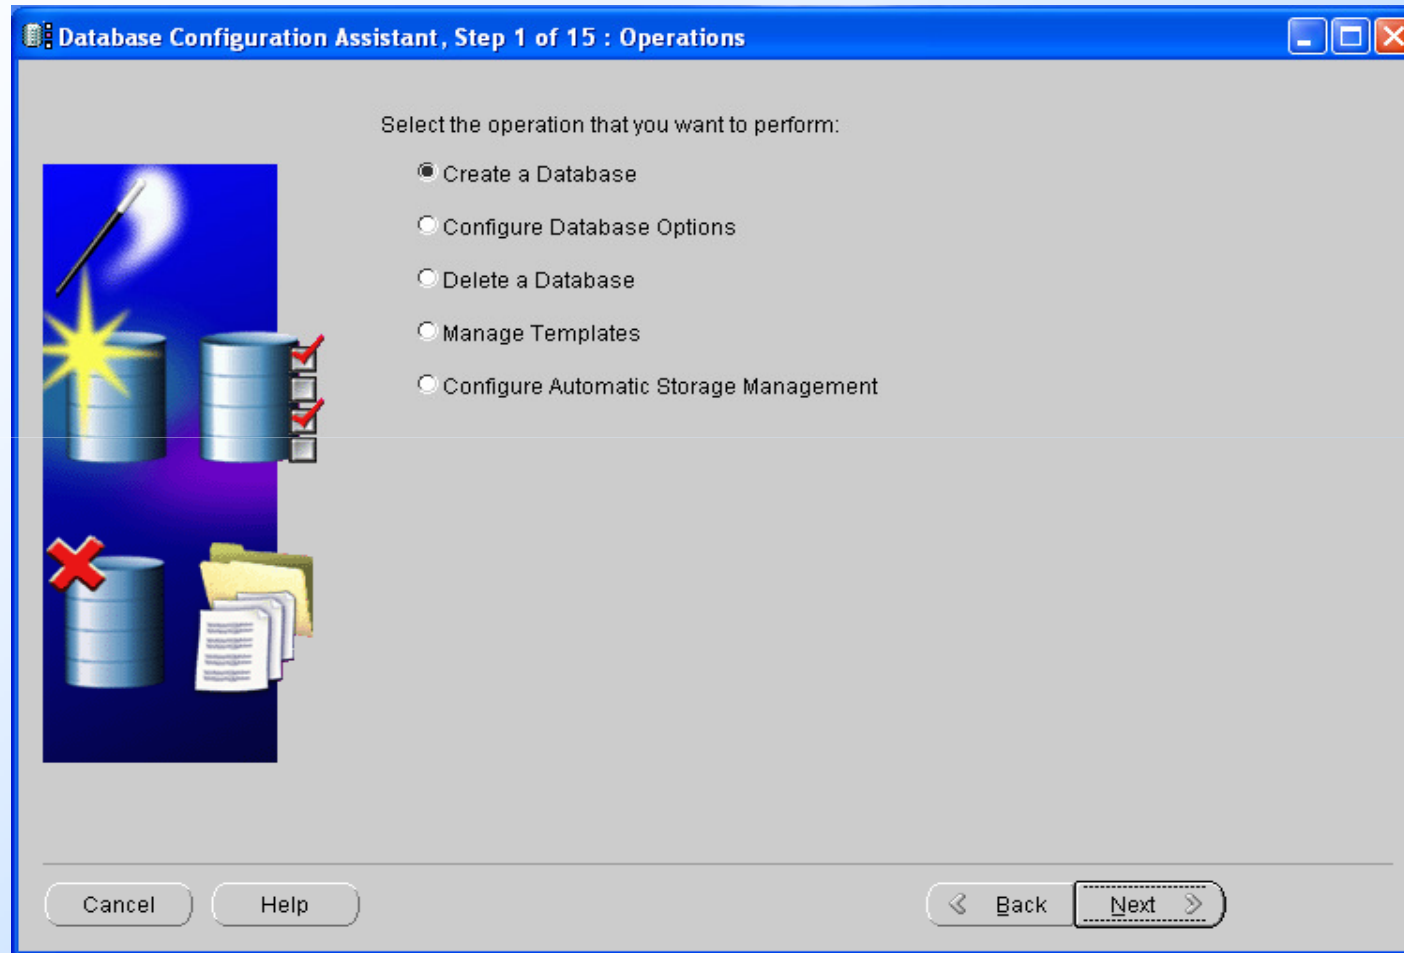 Database Configuration Assistant, Step 1 of 15 : Operations
Select the operation that you want to perform:
Create a Database
Configure Database Options
Delete a Database
Manage Templates
Configure Automatic Storage Management
Cancel
Help
Back
Next